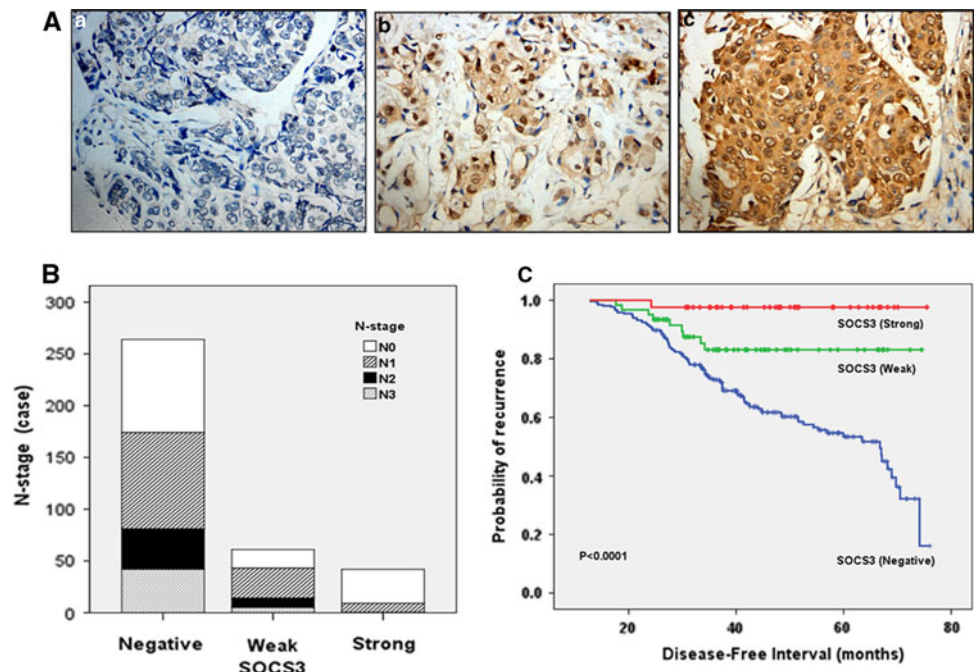 A
a
b
c
B
N-stage (case)
300
250
200
150
100
50
0
N-stage
N0
N1
N2
N3
Negative
Weak
Strong
SOCS3
C
Probability of recurrence
1.0
0.8
0.6
0.4
0.2
0.0
SOCS3 (Strong)
SOCS3 (Weak)
SOCS3 (Negative)
P<0.0001
20
40
60
80
Disease-Free Interval (months)